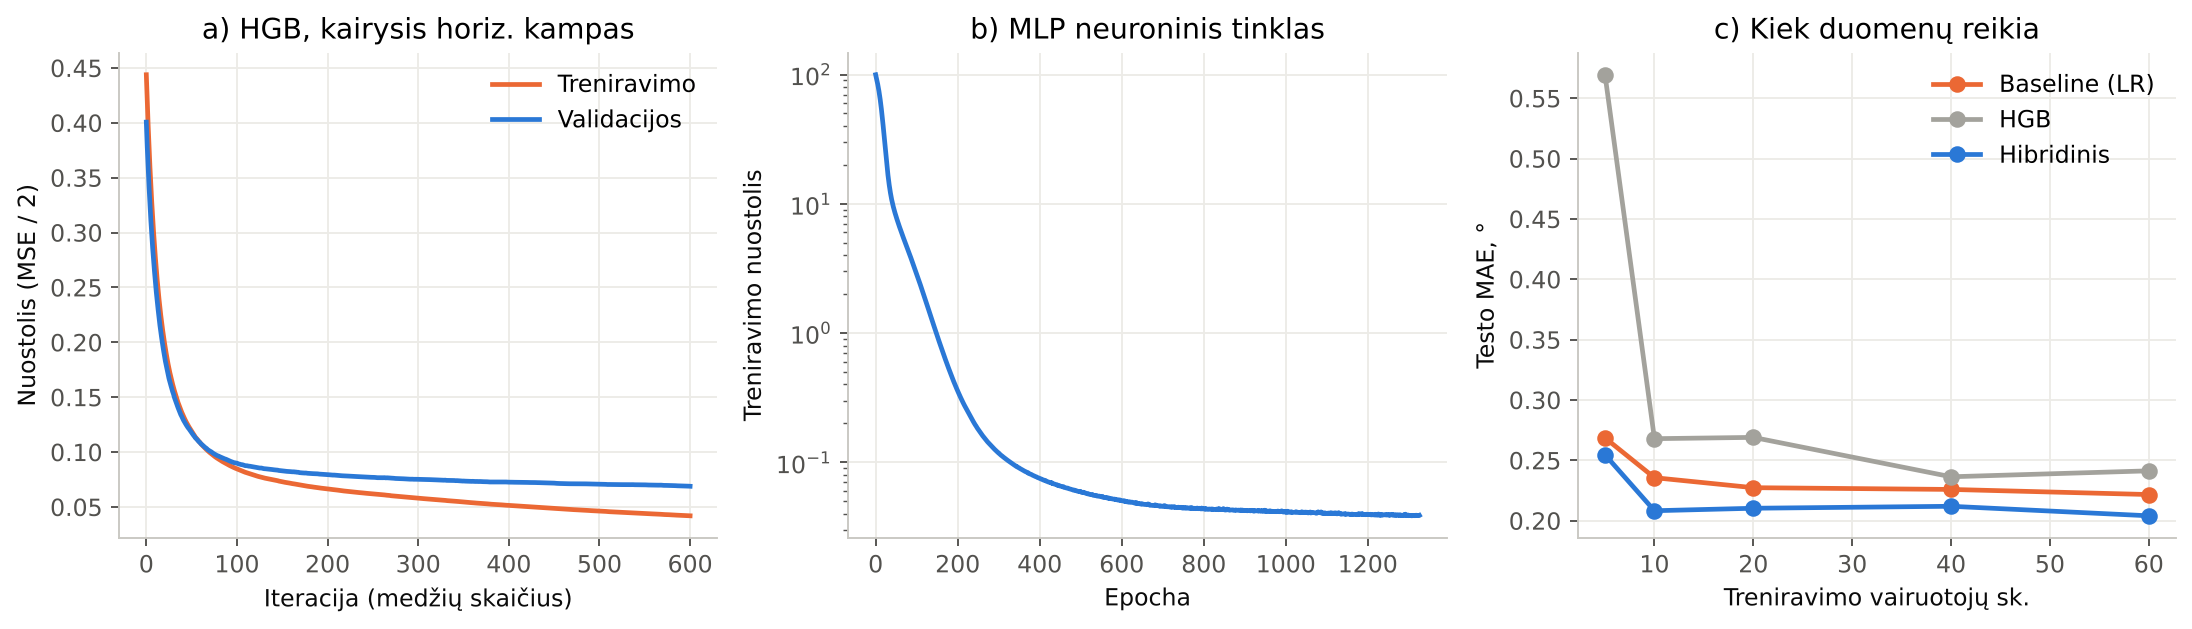 a) HGB, kairysis horiz. kampas
Nuostolis (MSE / 2)
0.45
0.40
0.35
0.30
0.25
0.20
0.15
0.10
0.05
Treniravimo
Validacijos
0 100 200 300 400 500 600
Iteracija (medžių skaičius)
b) MLP neuroninis tinklas
Treniravimo nuostolis
10²
10¹
10⁰
10⁻¹
0 200 400 600 800 1000 1200
Epocha
c) Kiek duomenų reikia
Testo MAE, °
0.55
0.50
0.45
0.40
0.35
0.30
0.25
0.20
Baseline (LR)
HGB
Hibridinis
10 20 30 40 50 60
Treniravimo vairuotojų sk.